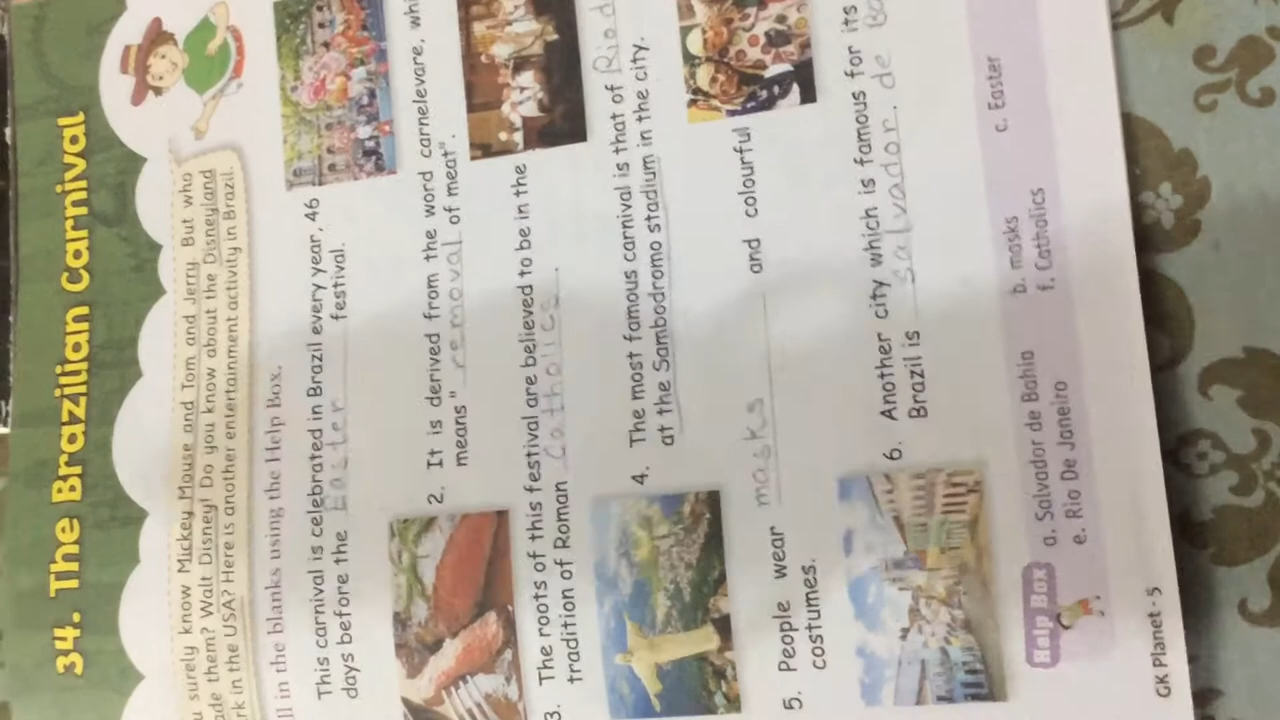 34. The Brazilian Carnival
u surely know Mickey Mouse and Tom and Jerry. But who
ade them? Walt Disney! Do you know about the Disneyland
rk in the USA? Here is another entertainment activity in Brazil.
ll in the blanks using the Help Box.
This carnival is celebrated in Brazil every year, 46
days before the Easter festival.
2. It is derived from the word carnelevare, whi
means "removal of meat".
3. The roots of this festival are believed to be in the
tradition of Roman Catholics.
4. The most famous carnival is that of Rio d
at the Sambodromo stadium in the city.
5. People wear masks and colourful
costumes.
6. Another city which is famous for its
Brazil is salvador de Ba
Help Box
a. Salvador de Bahia b. masks c. Easter
e. Rio De Janeiro f. Catholics
GK Planet - 5